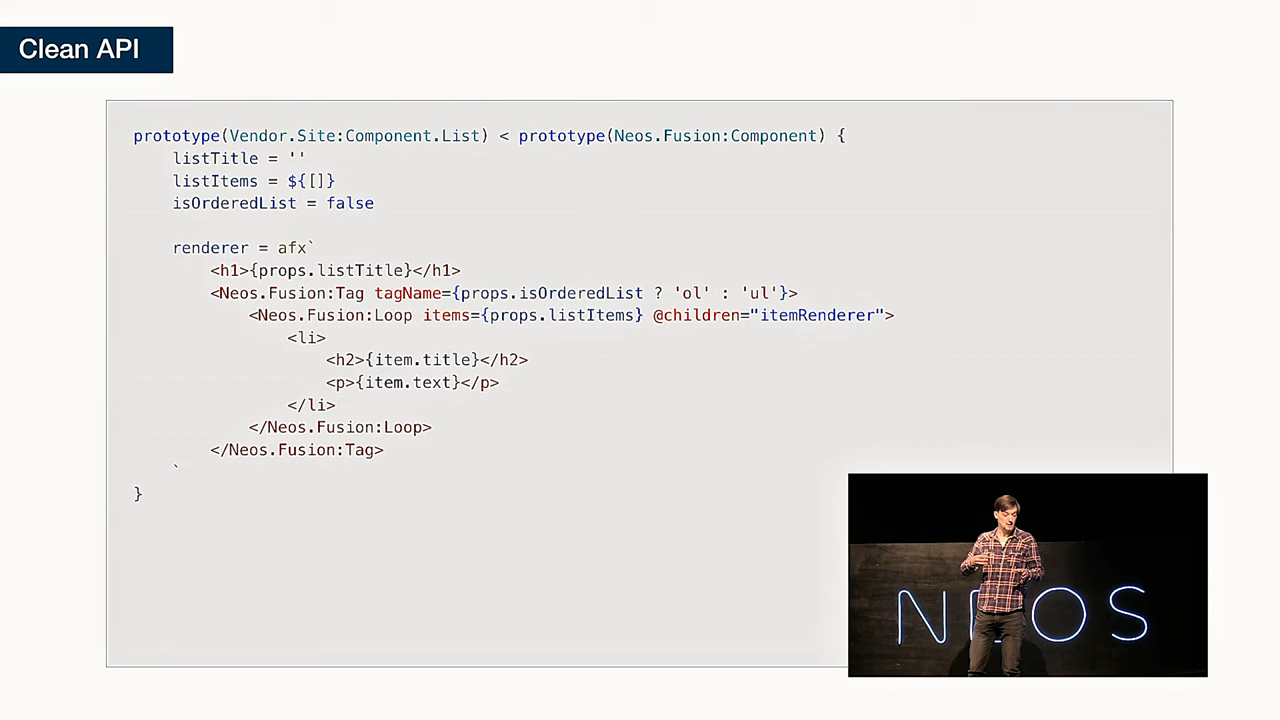 Clean API
prototype(Vendor.Site:Component.List) < prototype(Neos.Fusion:Component) {
    listTitle = ''
    listItems = ${[]}
    isOrderedList = false

    renderer = afx`
        <h1>{props.listTitle}</h1>
        <Neos.Fusion:Tag tagName={props.isOrderedList ? 'ol' : 'ul'}>
            <Neos.Fusion:Loop items={props.listItems} @children="itemRenderer">
                <li>
                    <h2>{item.title}</h2>
                    <p>{item.text}</p>
                </li>
            </Neos.Fusion:Loop>
        </Neos.Fusion:Tag>
    `
}
NEOS